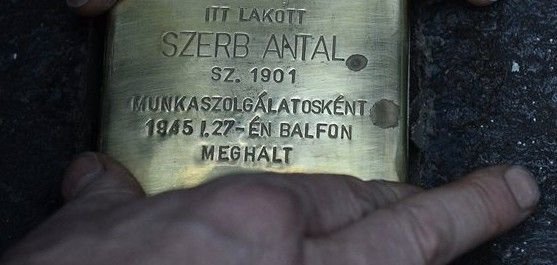 ITT LAKOTT
SZERB ANTAL
SZ. 1901
MUNKASZOLGÁLATOSKÉNT
1945 I.27-ÉN BALFON
MEGHALT